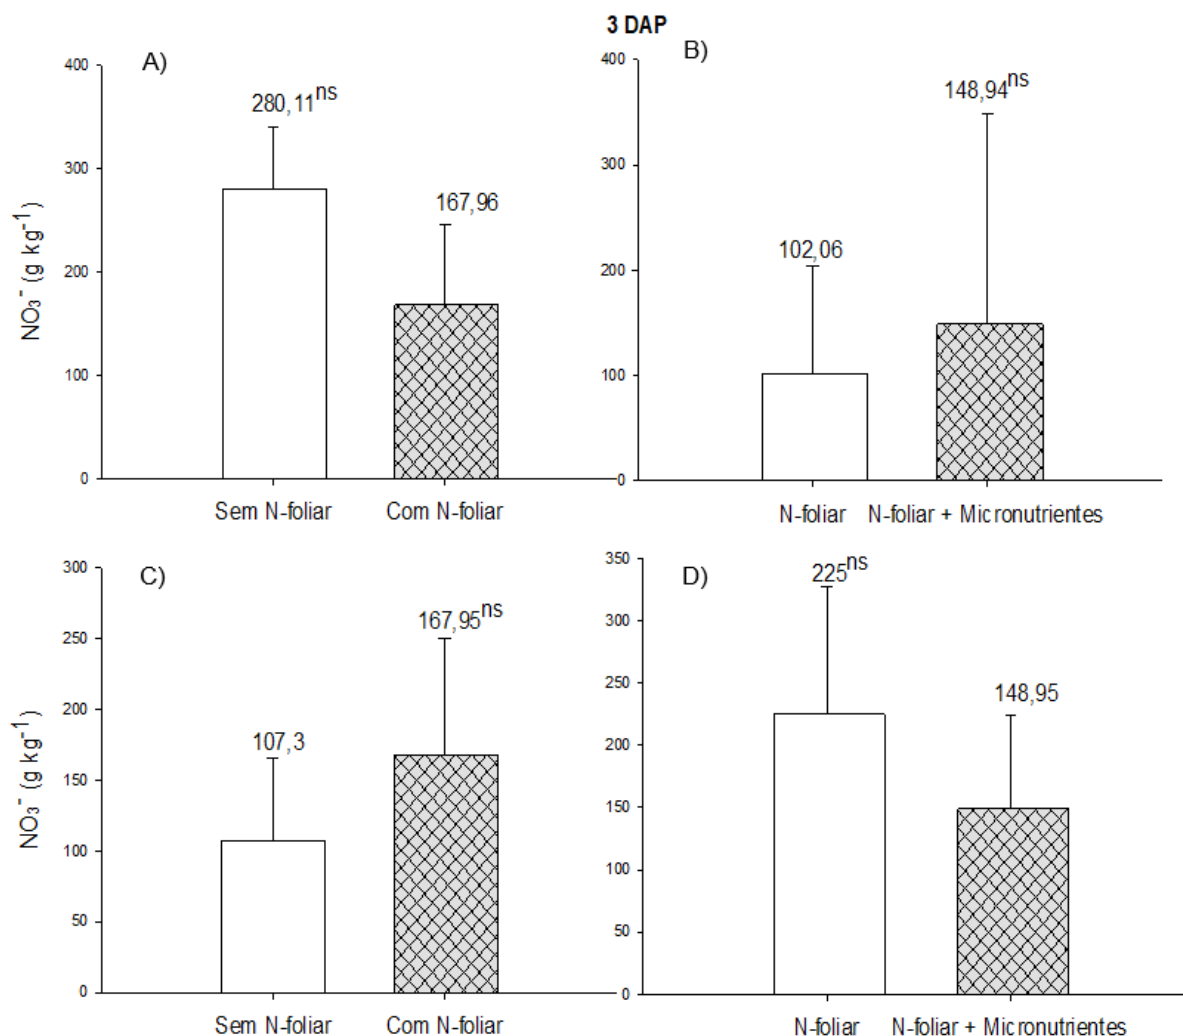 3 DAP
A)
400
300
200
100
0
NO₃⁻ (g kg⁻¹)
280,11ns
167,96
Sem N-foliar
Com N-foliar
B)
400
300
200
100
0
102,06
148,94ns
N-foliar
N-foliar + Micronutrientes
C)
300
250
200
150
100
50
0
NO₃⁻ (g kg⁻¹)
107,3
167,95ns
Sem N-foliar
Com N-foliar
D)
350
300
250
200
150
100
50
0
225ns
148,95
N-foliar
N-foliar + Micronutrientes